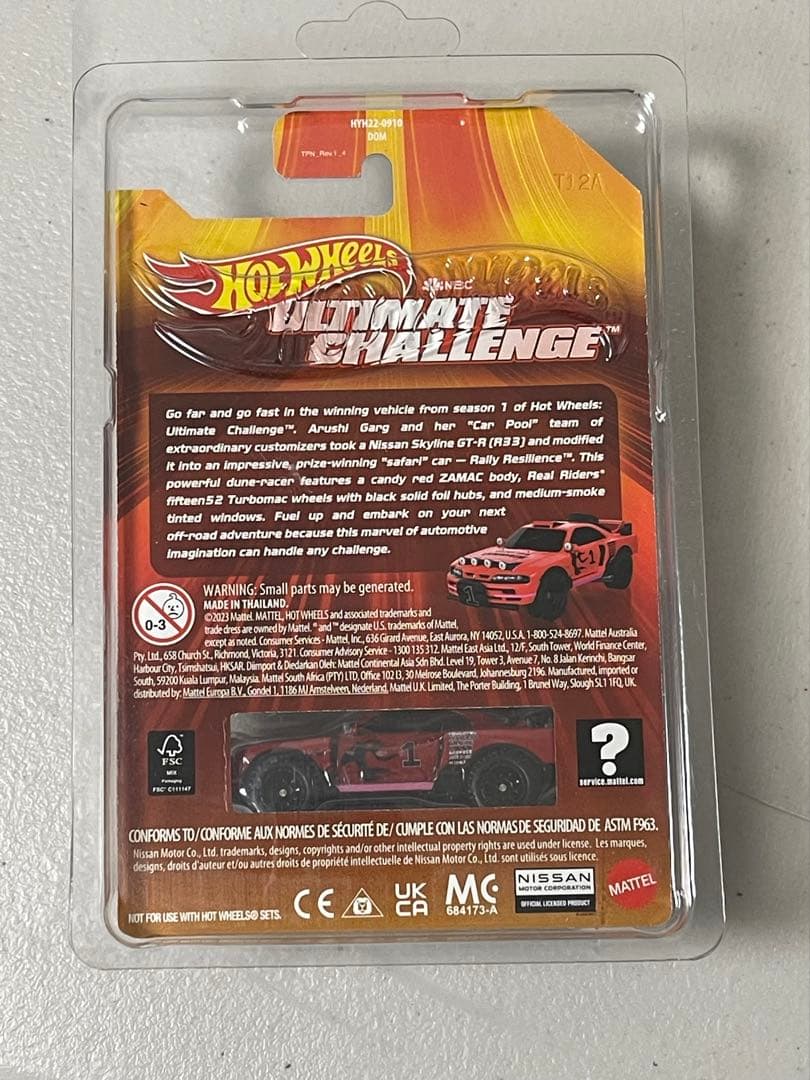 HYH22-0910
DOM
TPN_Rev1_4
TJ 2A
HOT WHEELS
NBC
ULTIMATE
CHALLENGE™
Go far and go fast in the winning vehicle from season 1 of Hot Wheels:
Ultimate Challenge™. Arushi Garg and her "Car Pool" team of
extraordinary customizers took a Nissan Skyline GT-R (R33) and modified
it into an impressive, prize-winning "safari" car — Rally Resilience™. This
powerful dune-racer features a candy red ZAMAC body, Real Riders®
fifteen52 Turbomac wheels with black solid foil hubs, and medium-smoke
tinted windows. Fuel up and embark on your next
off-road adventure because this marvel of automotive
imagination can handle any challenge.
1
1
0-3
WARNING: Small parts may be generated.
MADE IN THAILAND.
©2023 Mattel. MATTEL, HOT WHEELS and associated trademarks and
trade dress are owned by Mattel. ® and ™ designate U.S. trademarks of Mattel,
except as noted. Consumer Services - Mattel, Inc., 636 Girard Avenue, East Aurora, NY 14052, U.S.A. 1-800-524-8697. Mattel Australia
Pty. Ltd., 658 Church St., Richmond, Victoria, 3121. Consumer Advisory Service - 1300 135 312. Mattel East Asia Ltd., 12/F, South Tower, World Finance Center,
Harbour City, Tsimshatsui, HKSAR. Diimport & Diedarkan Oleh: Mattel Continental Asia Sdn Bhd. Level 19, Tower 3, Avenue 7, No. 8 Jalan Kerinchi, Bangsar
South, 59200 Kuala Lumpur, Malaysia. Mattel South Africa (PTY) LTD, Office 102 I3, 30 Melrose Boulevard, Johannesburg 2196. Manufactured, imported or
distributed by: Mattel Europa B.V., Gondel 1, 1186 MJ Amstelveen, Nederland. Mattel U.K. Limited, The Porter Building, 1 Brunel Way, Slough SL1 1FQ, UK.
FSC
MIX
Packaging
FSC® C111147
1
?
service.mattel.com
CONFORMS TO / CONFORME AUX NORMES DE SÉCURITÉ DE / CUMPLE CON LAS NORMAS DE SEGURIDAD DE ASTM F963.
Nissan Motor Co., Ltd. trademarks, designs, copyrights and/or other intellectual property rights are used under license. Les marques,
designs, droits d'auteur et/ou autres droits de propriété intellectuelle de Nissan Motor Co., Ltd. sont utilisés sous licence.
NOT FOR USE WITH HOT WHEELS® SETS.
CE
UK
CA
MC
684173-A
NISSAN
MOTOR CORPORATION
OFFICIAL LICENSED PRODUCT
MATTEL